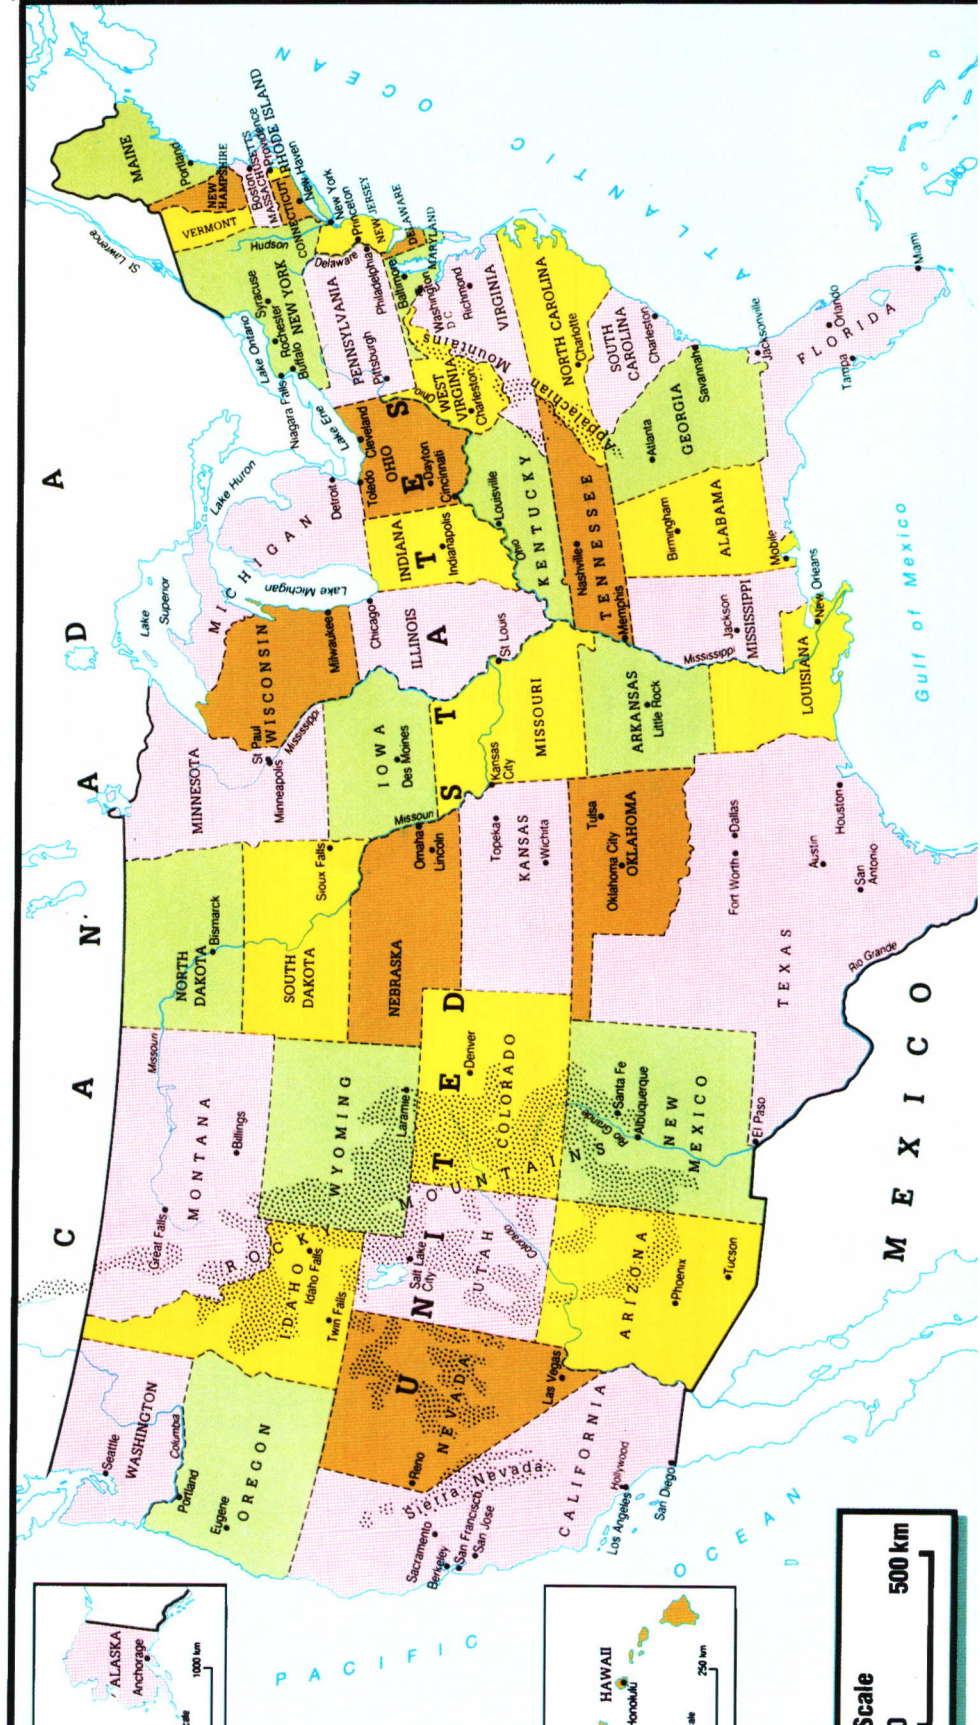 C A N A D A
UNITED STATES
MEXICO
ATLANTIC OCEAN
PACIFIC OCEAN
Gulf of Mexico
ALASKA
Anchorage
1000 km
HAWAII
Honolulu
250 km
Scale
500 km
WASHINGTON
Seattle
Columbia
OREGON
Portland
Eugene
CALIFORNIA
Sacramento
Berkeley
San Francisco
San Jose
Sierra Nevada
Hollywood
Los Angeles
San Diego
NEVADA
Reno
Las Vegas
IDAHO
Idaho Falls
Twin Falls
MONTANA
Great Falls
Billings
Missouri
ROCKY MOUNTAINS
WYOMING
Laramie
UTAH
Salt Lake
City
Colorado
COLORADO
Denver
ARIZONA
Phoenix
Tucson
NEW
MEXICO
Santa Fe
Albuquerque
Rio Grande
El Paso
NORTH
DAKOTA
Bismarck
SOUTH
DAKOTA
Sioux Falls
NEBRASKA
Omaha
Lincoln
Missouri
KANSAS
Topeka
Wichita
OKLAHOMA
Tulsa
Oklahoma City
TEXAS
Fort Worth
Dallas
Austin
Houston
San
Antonio
Rio Grande
MINNESOTA
St Paul
Minneapolis
Mississippi
IOWA
Des Moines
MISSOURI
Kansas
City
St Louis
ARKANSAS
Little Rock
LOUISIANA
New Orleans
WISCONSIN
Milwaukee
MICHIGAN
Detroit
Lake
Superior
Lake Michigan
Lake Huron
Lake Erie
Lake Ontario
ILLINOIS
Chicago
INDIANA
Indianapolis
OHIO
Toledo
Cleveland
Dayton
Cincinnati
KENTUCKY
Louisville
Ohio
TENNESSEE
Nashville
Memphis
MISSISSIPPI
Jackson
Mississippi
ALABAMA
Birmingham
Mobile
GEORGIA
Atlanta
Savannah
FLORIDA
Jacksonville
Orlando
Tampa
Miami
SOUTH
CAROLINA
Charleston
NORTH CAROLINA
Charlotte
Appalachian Mountains
VIRGINIA
Richmond
WEST
VIRGINIA
Charleston
Ohio
Washington
DC
MARYLAND
Baltimore
DELAWARE
NEW JERSEY
Princeton
PENNSYLVANIA
Pittsburgh
Philadelphia
Delaware
NEW YORK
New York
Niagara Falls
Buffalo
Rochester
Syracuse
Hudson
CONNECTICUT
New Haven
RHODE ISLAND
Providence
MASSACHUSETTS
Boston
VERMONT
NEW
HAMPSHIRE
MAINE
Portland
St Lawrence